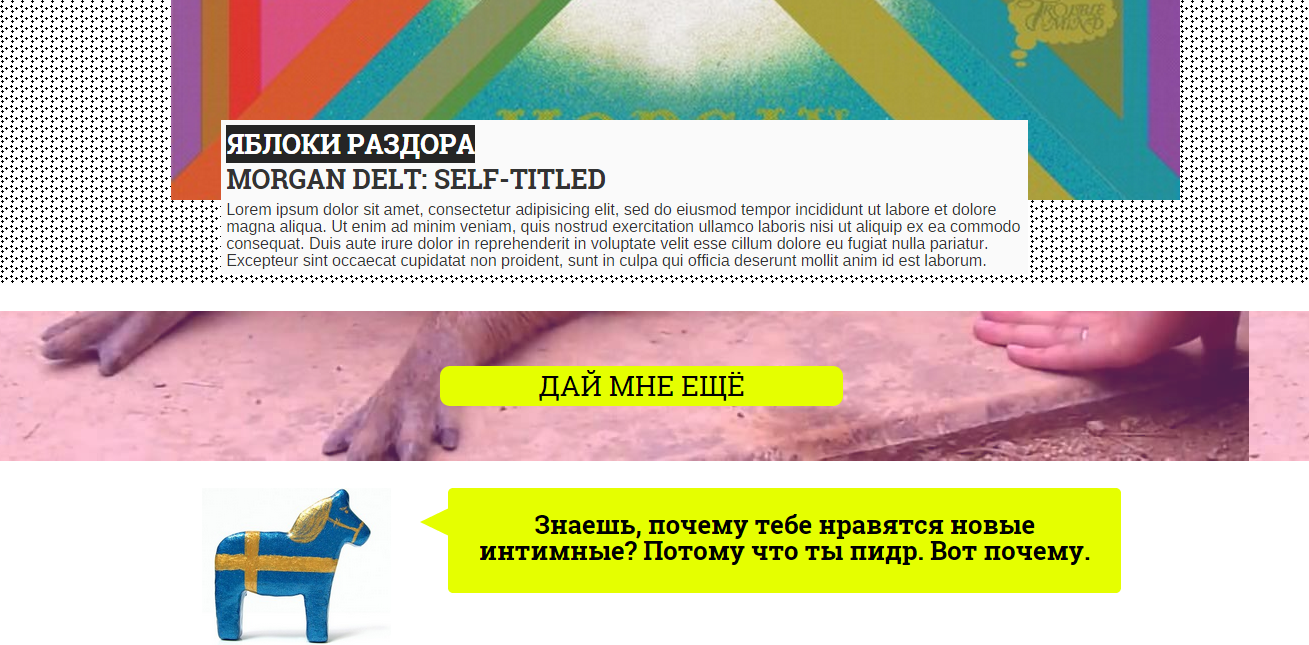 TROUBLE
MIND
ЯБЛОКИ РАЗДОРА
MORGAN DELT: SELF-TITLED
Lorem ipsum dolor sit amet, consectetur adipisicing elit, sed do eiusmod tempor incididunt ut labore et dolore
magna aliqua. Ut enim ad minim veniam, quis nostrud exercitation ullamco laboris nisi ut aliquip ex ea commodo
consequat. Duis aute irure dolor in reprehenderit in voluptate velit esse cillum dolore eu fugiat nulla pariatur.
Excepteur sint occaecat cupidatat non proident, sunt in culpa qui officia deserunt mollit anim id est laborum.
ДАЙ МНЕ ЕЩЁ
Знаешь, почему тебе нравятся новые
интимные? Потому что ты пидр. Вот почему.